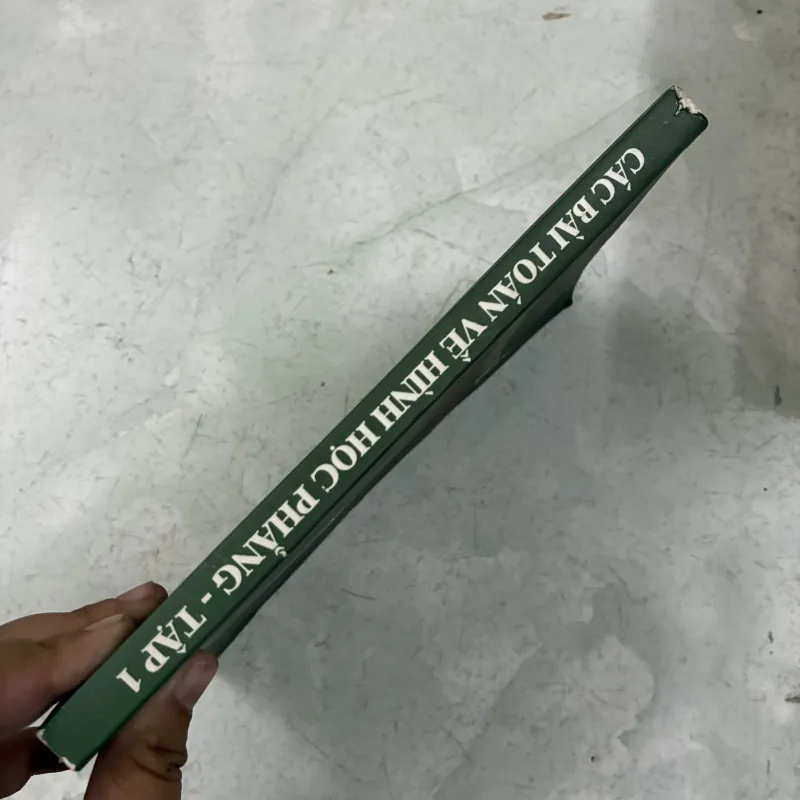 CÁC BÀI TOÁN VỀ HÌNH HỌC PHẲNG - TẬP 1